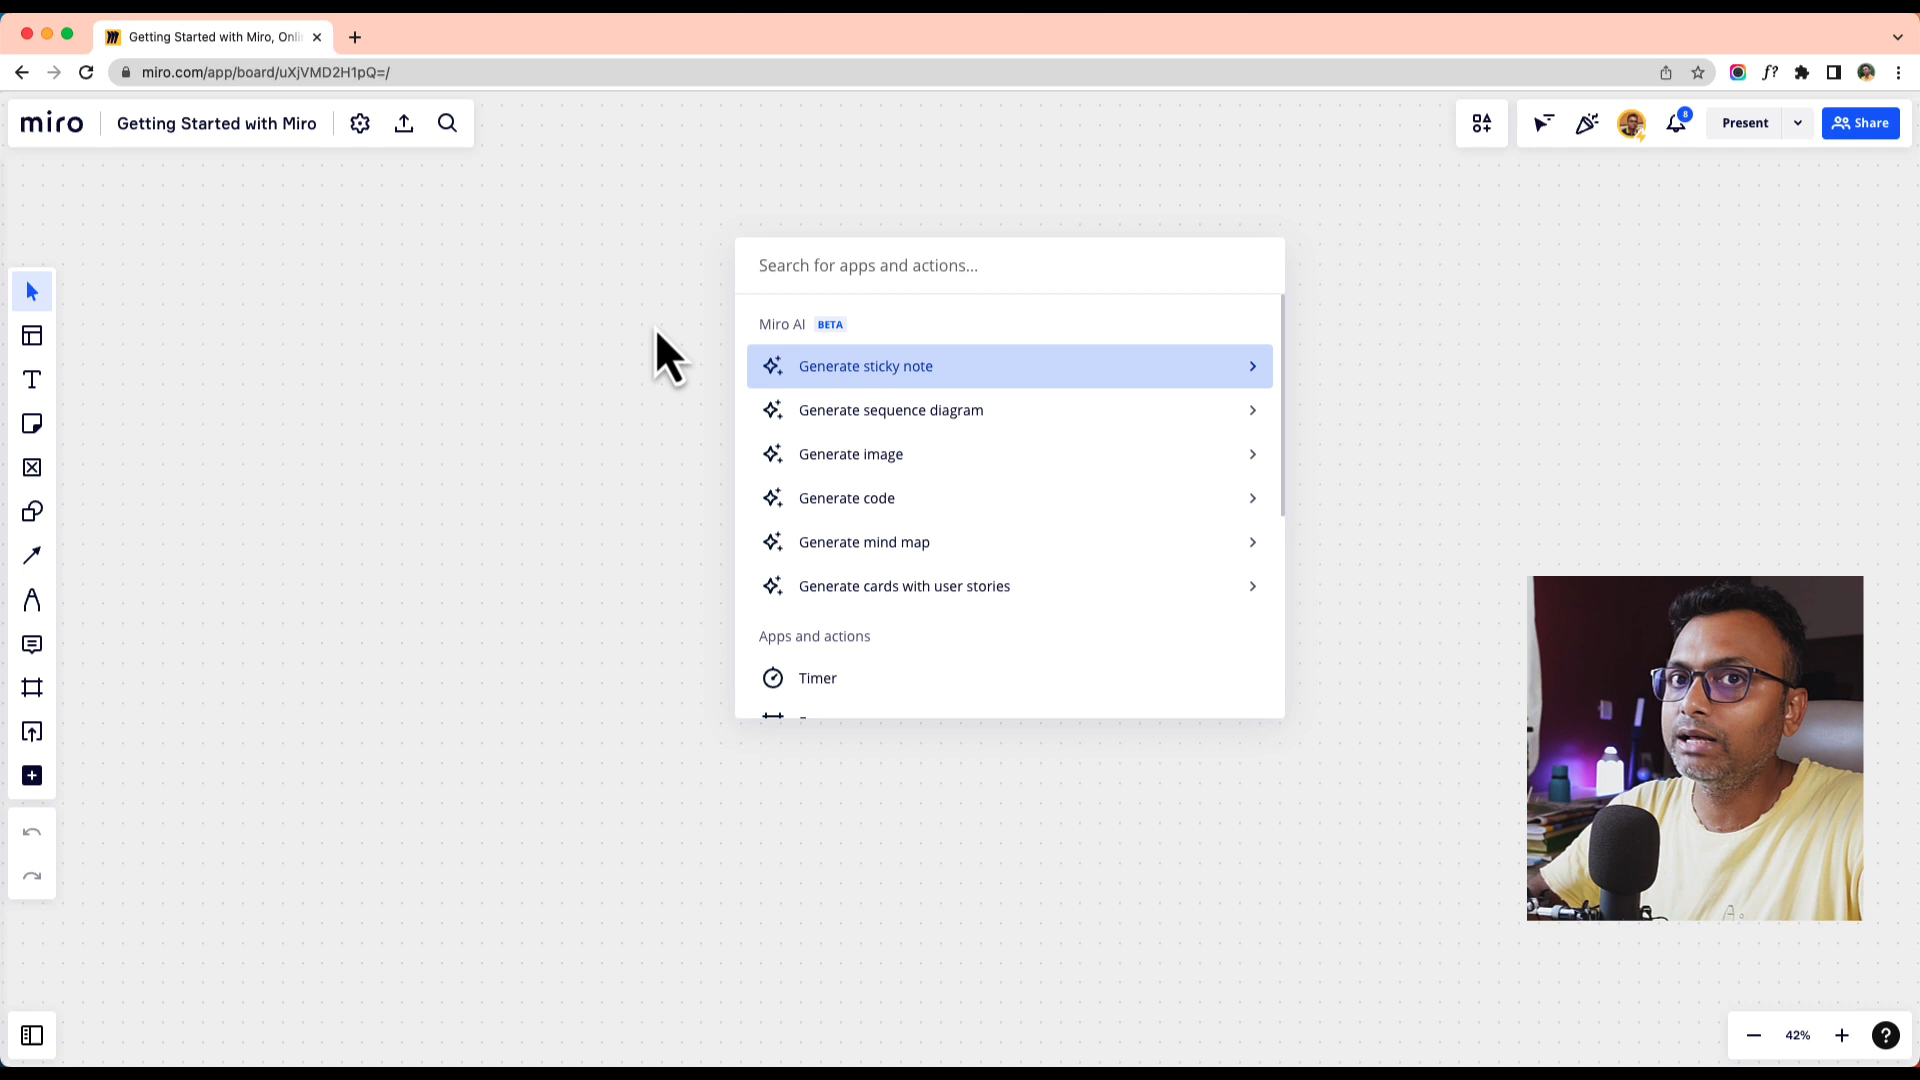 Getting Started with Miro, Onli
miro.com/app/board/uXjVMD2H1pQ=/
f?
miro
Getting Started with Miro
8
Present
Share
Search for apps and actions...
Miro AI BETA
Generate sticky note
Generate sequence diagram
Generate image
Generate code
Generate mind map
Generate cards with user stories
Apps and actions
Timer
42%
?